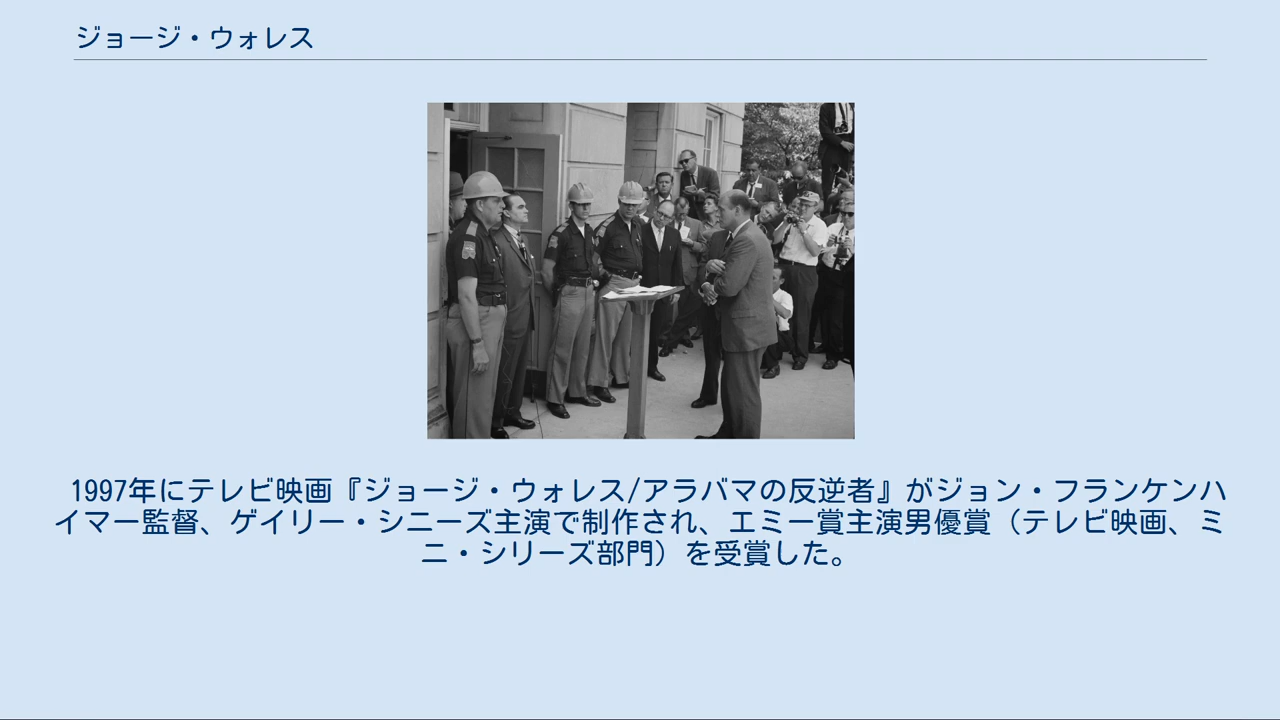 ジョージ・ウォレス
1997年にテレビ映画『ジョージ・ウォレス/アラバマの反逆者』がジョン・フランケンハ
イマー監督、ゲイリー・シニーズ主演で制作され、エミー賞主演男優賞（テレビ映画、ミ
ニ・シリーズ部門）を受賞した。